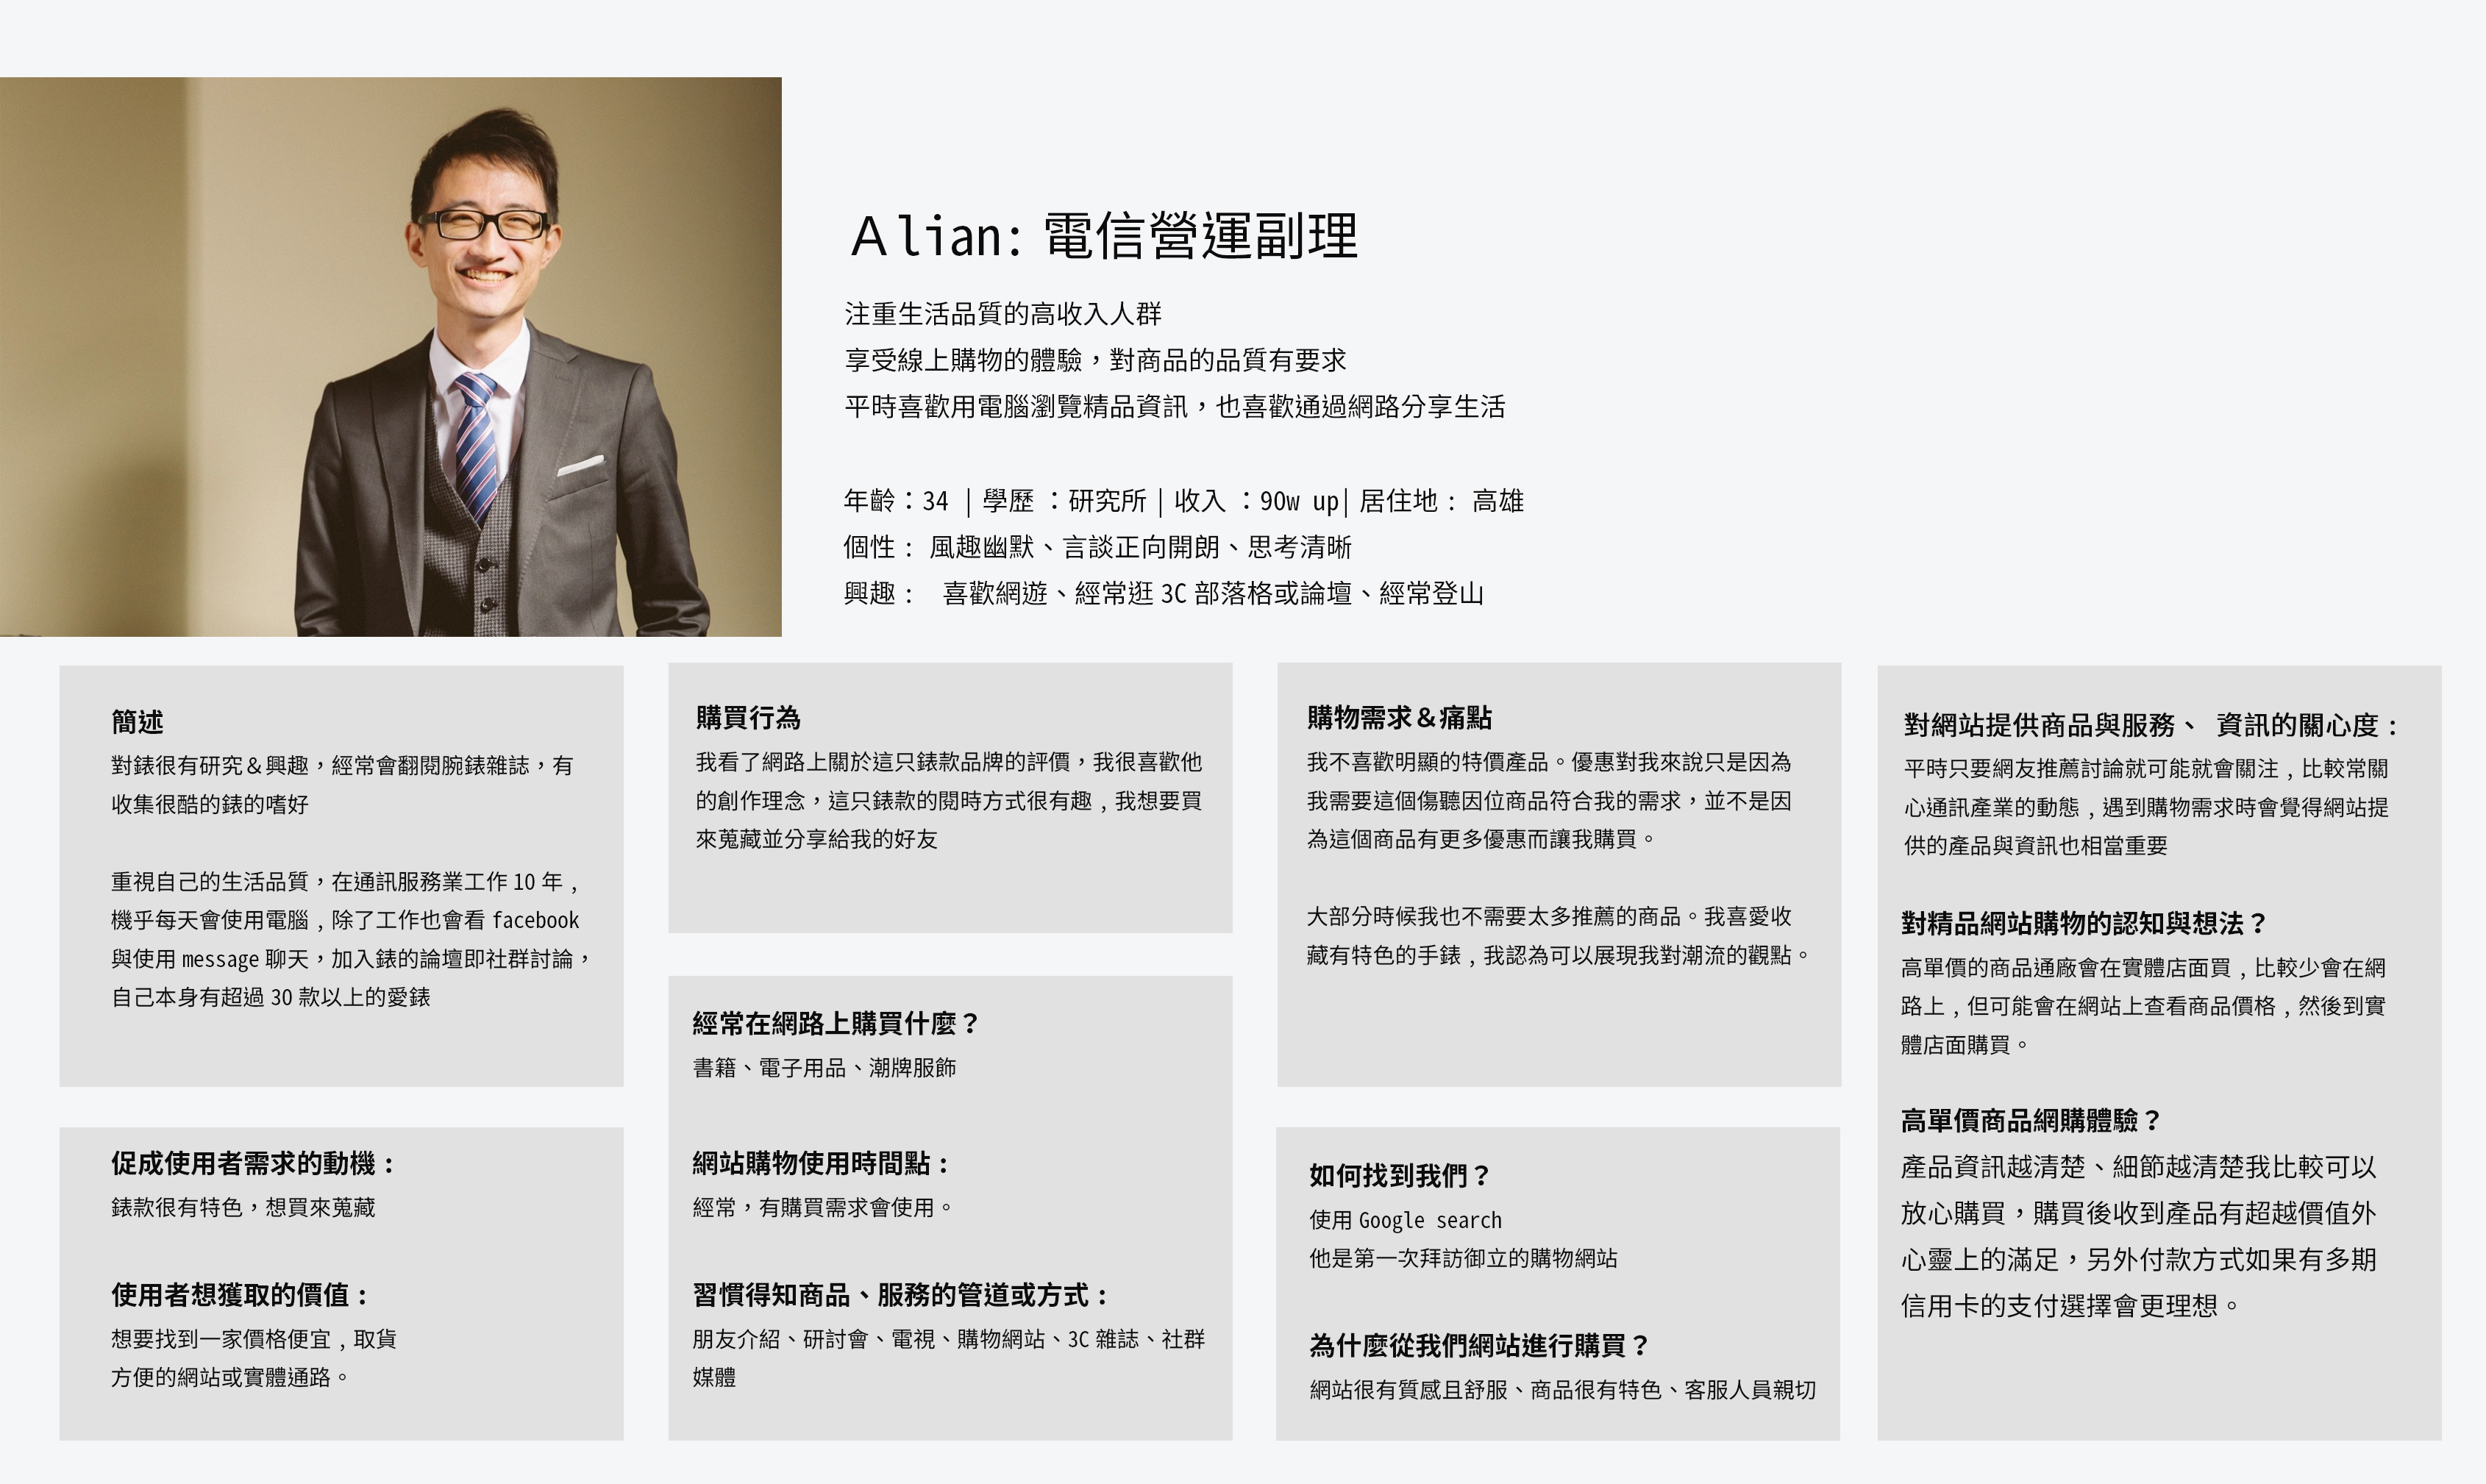 Alian: 電信營運副理
注重生活品質的高收入人群
享受線上購物的體驗，對商品的品質有要求
平時喜歡用電腦瀏覽精品資訊，也喜歡通過網路分享生活
年齡：34 | 學歷 ：研究所 | 收入 ：90w up| 居住地： 高雄
個性： 風趣幽默、言談正向開朗、思考清晰
興趣： 喜歡網遊、經常逛 3C 部落格或論壇、經常登山
簡述
對錶很有研究＆興趣，經常會翻閱腕錶雜誌，有
收集很酷的錶的嗜好
重視自己的生活品質，在通訊服務業工作 10 年，
機乎每天會使用電腦，除了工作也會看 facebook
與使用 message 聊天，加入錶的論壇即社群討論，
自己本身有超過 30 款以上的愛錶
促成使用者需求的動機：
錶款很有特色，想買來蒐藏
使用者想獲取的價值：
想要找到一家價格便宜，取貨
方便的網站或實體通路。
購買行為
我看了網路上關於這只錶款品牌的評價，我很喜歡他
的創作理念，這只錶款的閱時方式很有趣，我想要買
來蒐藏並分享給我的好友
經常在網路上購買什麼？
書籍、電子用品、潮牌服飾
網站購物使用時間點：
經常，有購買需求會使用。
習慣得知商品、服務的管道或方式：
朋友介紹、研討會、電視、購物網站、3C 雜誌、社群
媒體
購物需求＆痛點
我不喜歡明顯的特價產品。優惠對我來說只是因為
我需要這個傷聽因位商品符合我的需求，並不是因
為這個商品有更多優惠而讓我購買。
大部分時候我也不需要太多推薦的商品。我喜愛收
藏有特色的手錶，我認為可以展現我對潮流的觀點。
如何找到我們？
使用 Google search
他是第一次拜訪御立的購物網站
為什麼從我們網站進行購買？
網站很有質感且舒服、商品很有特色、客服人員親切
對網站提供商品與服務、 資訊的關心度：
平時只要網友推薦討論就可能就會關注，比較常關
心通訊產業的動態，遇到購物需求時會覺得網站提
供的產品與資訊也相當重要
對精品網站購物的認知與想法？
高單價的商品通廠會在實體店面買，比較少會在網
路上，但可能會在網站上查看商品價格，然後到實
體店面購買。
高單價商品網購體驗？
產品資訊越清楚、細節越清楚我比較可以
放心購買，購買後收到產品有超越價值外
心靈上的滿足，另外付款方式如果有多期
信用卡的支付選擇會更理想。